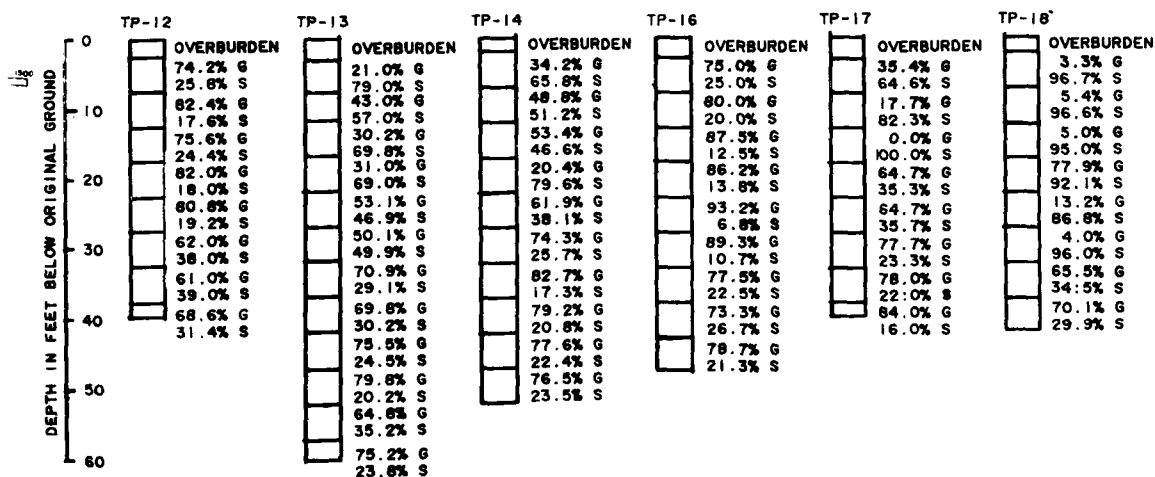 TP-12
TP-13
TP-14
TP-16
TP-17
TP-18
DEPTH IN FEET BELOW ORIGINAL GROUND
0
10
20
30
40
50
60
OVERBURDEN
74.2% G
25.8% S
82.4% G
17.6% S
75.6% G
24.4% S
82.0% G
18.0% S
80.8% G
19.2% S
62.0% G
38.0% S
61.0% G
39.0% S
68.6% G
31.4% S
OVERBURDEN
21.0% G
79.0% S
43.0% G
57.0% S
30.2% G
69.8% S
31.0% G
69.0% S
53.1% G
46.9% S
50.1% G
49.9% S
70.9% G
29.1% S
69.8% G
30.2% S
75.5% G
24.5% S
79.8% G
20.2% S
64.8% G
35.2% S
75.2% G
23.8% S
OVERBURDEN
34.2% G
65.8% S
48.8% G
51.2% S
53.4% G
46.6% S
20.4% G
79.6% S
61.9% G
38.1% S
74.3% G
25.7% S
82.7% G
17.3% S
79.2% G
20.8% S
77.6% G
22.4% S
76.5% G
23.5% S
OVERBURDEN
75.0% G
25.0% S
80.0% G
20.0% S
87.5% G
12.5% S
86.2% G
13.8% S
93.2% G
6.8% S
89.3% G
10.7% S
77.5% G
22.5% S
73.3% G
26.7% S
78.7% G
21.3% S
OVERBURDEN
35.4% G
64.6% S
17.7% G
82.3% S
0.0% G
100.0% S
64.7% G
35.3% S
64.7% G
35.7% S
77.7% G
23.3% S
78.0% G
22:0% S
84.0% G
16.0% S
OVERBURDEN
3.3% G
96.7% S
5.4% G
96.6% S
5.0% G
95.0% S
77.9% G
92.1% S
13.2% G
86.8% S
4.0% G
96.0% S
65.5% G
34:5% S
70.1% G
29.9% S